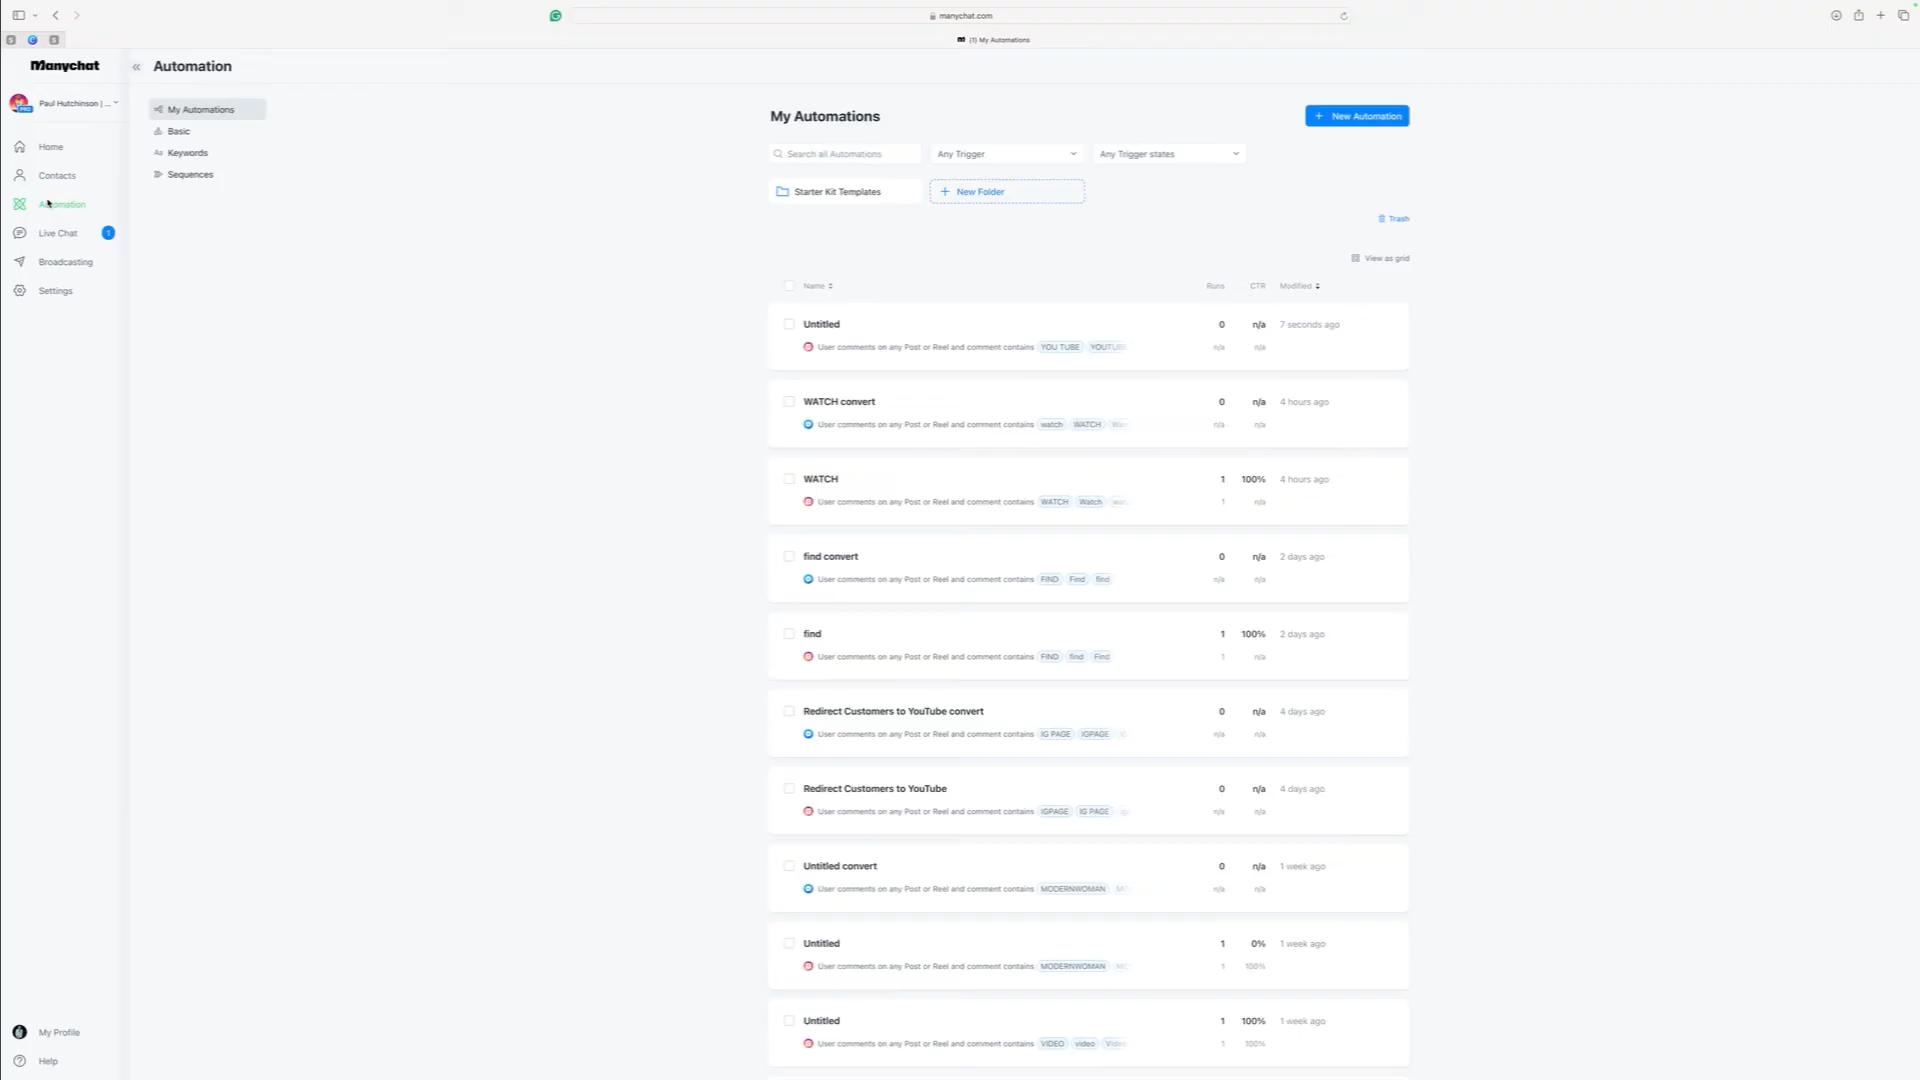 manychat.com
(1) My Automations
Manychat
Automation
Paul Hutchinson | ...
PRO
Home
Contacts
Automation
Live Chat
1
Broadcasting
Settings
My Profile
Help
My Automations
Basic
Aa Keywords
Sequences
My Automations
+ New Automation
Search all Automations
Any Trigger
Any Trigger states
Starter Kit Templates
+ New Folder
Trash
View as grid
Name Runs CTR Modified
Untitled 0 n/a 7 seconds ago
User comments on any Post or Reel and comment contains YOU TUBE YOUTUBE n/a n/a
WATCH convert 0 n/a 4 hours ago
User comments on any Post or Reel and comment contains watch WATCH n/a n/a
WATCH 1 100% 4 hours ago
User comments on any Post or Reel and comment contains WATCH Watch 1 n/a
find convert 0 n/a 2 days ago
User comments on any Post or Reel and comment contains FIND Find find n/a n/a
find 1 100% 2 days ago
User comments on any Post or Reel and comment contains FIND find Find 1 n/a
Redirect Customers to YouTube convert 0 n/a 4 days ago
User comments on any Post or Reel and comment contains IG PAGE IGPAGE n/a n/a
Redirect Customers to YouTube 0 n/a 4 days ago
User comments on any Post or Reel and comment contains IGPAGE IG PAGE n/a n/a
Untitled convert 0 n/a 1 week ago
User comments on any Post or Reel and comment contains MODERNWOMAN n/a n/a
Untitled 1 0% 1 week ago
User comments on any Post or Reel and comment contains MODERNWOMAN 1 100%
Untitled 1 100% 1 week ago
User comments on any Post or Reel and comment contains VIDEO video Video 1 100%